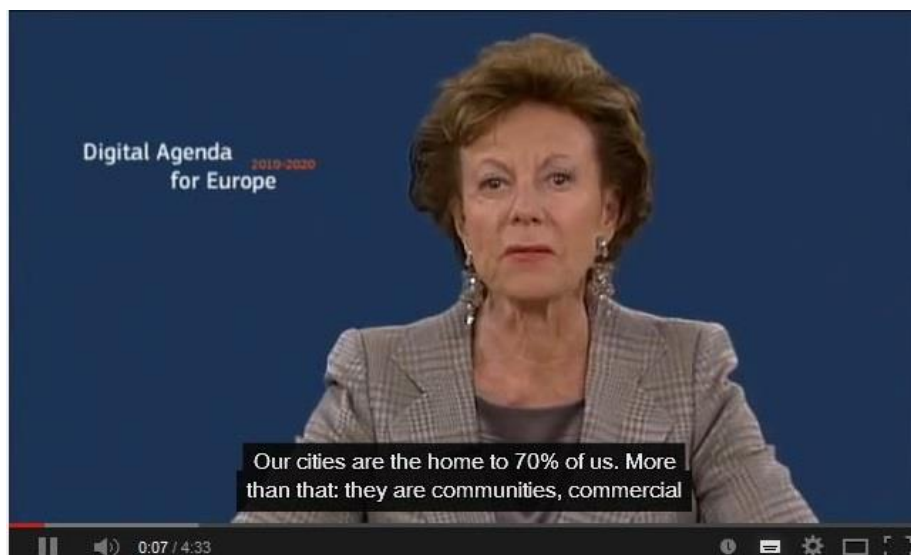 Digital Agenda 2010-2020
for Europe
Our cities are the home to 70% of us. More
than that: they are communities, commercial
0:07 / 4:33